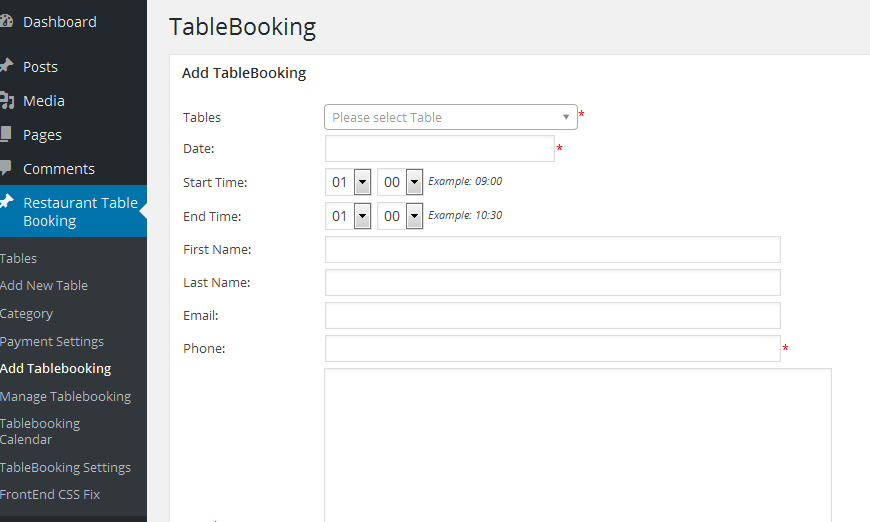 Dashboard
Posts
Media
Pages
Comments
Restaurant Table
Booking
Tables
Add New Table
Category
Payment Settings
Add Tablebooking
Manage Tablebooking
Tablebooking
Calendar
TableBooking Settings
FrontEnd CSS Fix
TableBooking
Add TableBooking
Tables Please select Table *
Date: *
Start Time: 01 00 Example: 09:00
End Time: 01 00 Example: 10:30
First Name:
Last Name:
Email:
Phone: *